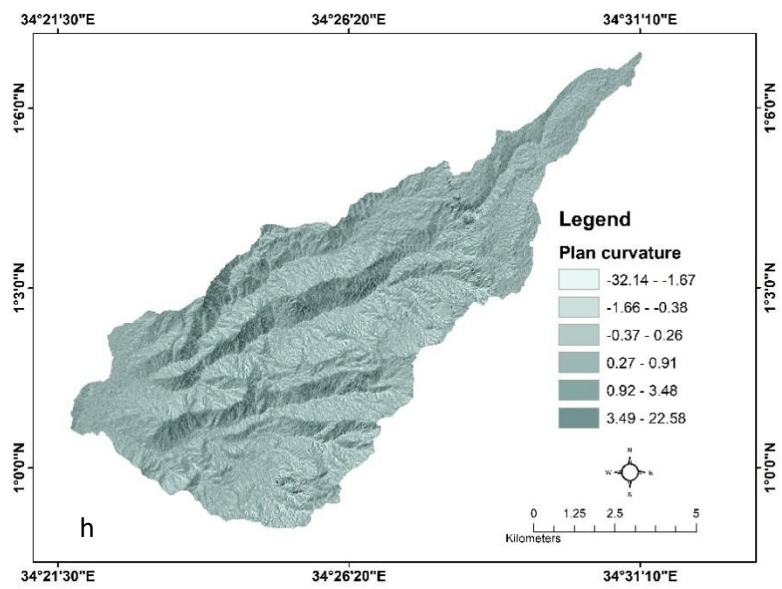 34°21'30"E 34°26'20"E 34°31'10"E
1°6'0"N 1°6'0"N
1°3'0"N 1°3'0"N
1°0'0"N 1°0'0"N
Legend
Plan curvature
-32.14 - -1.67
-1.66 - -0.38
-0.37 - 0.26
0.27 - 0.91
0.92 - 3.48
3.49 - 22.58
N
W E
S
0 1.25 2.5 5
Kilometers
h
34°21'30"E 34°26'20"E 34°31'10"E